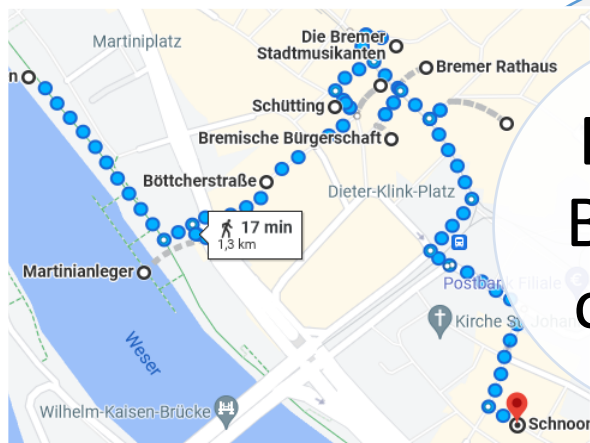 Die Bremer
Stadtmusikanten
Martiniplatz
Bremer Rathaus
n
Schütting
Bremische Bürgerschaft
Böttcherstraße
Dieter-Klink-Platz
17 min
1,3 km
Martinianleger
Postbank Filiale
Kirche St. Johan
Weser
Wilhelm-Kaisen-Brücke
Schnoor